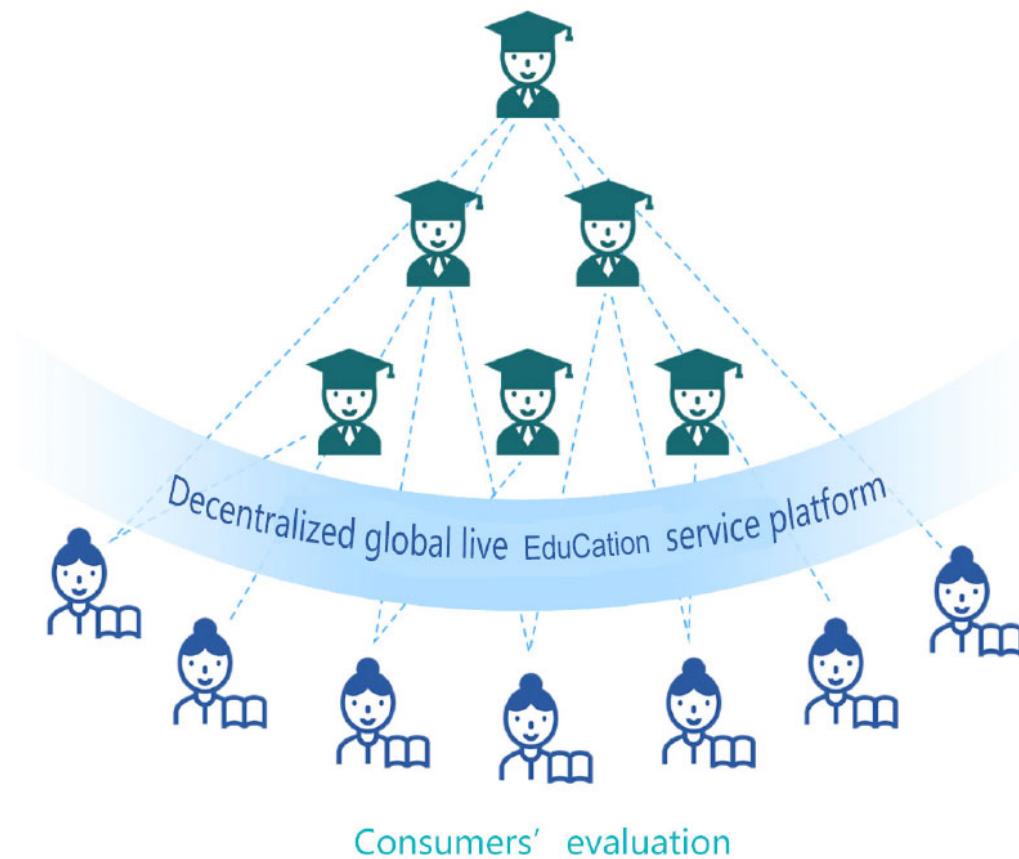 Decentralized global live EduCation service platform
Consumers' evaluation